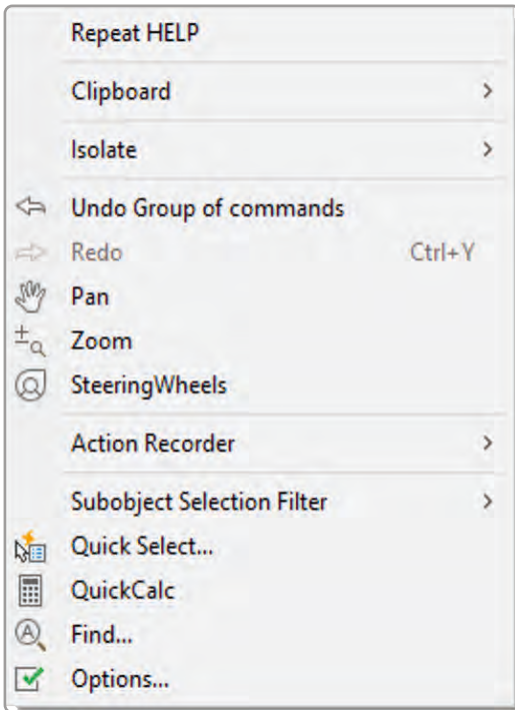 Repeat HELP
Clipboard
Isolate
Undo Group of commands
Redo Ctrl+Y
Pan
Zoom
SteeringWheels
Action Recorder
Subobject Selection Filter
Quick Select...
QuickCalc
Find...
Options...